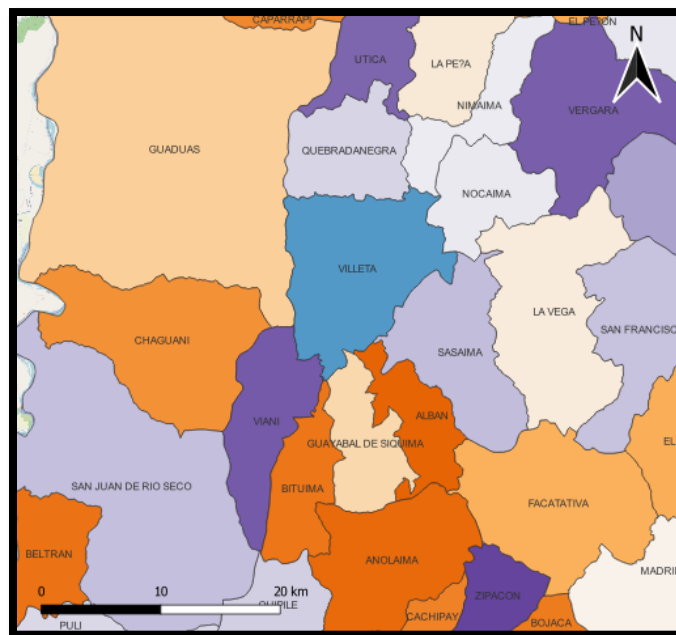 CAPARRAPI
EL PEÑON
N
UTICA
LA PE?A
NIMAIMA
VERGARA
GUADUAS
QUEBRADANEGRA
NOCAIMA
VILLETA
LA VEGA
SAN FRANCISC
CHAGUANI
SASAIMA
ALBAN
VIANI
GUAYABAL DE SIQUIMA
EL
SAN JUAN DE RIO SECO
BITUIMA
FACATATIVA
BELTRAN
ANOLAIMA
MADRI
0 10 20 km
ZIPACON
QUIPILE
CACHIPAY
BOJACA
PULI